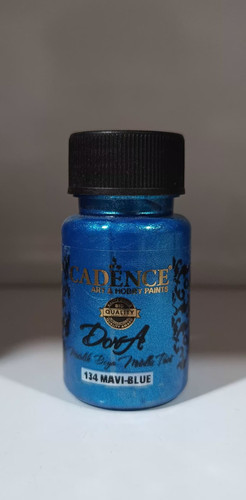 CADENCE
ART & HOBBY PAINTS
QUALITY
Dora
134 MAVI-BLUE